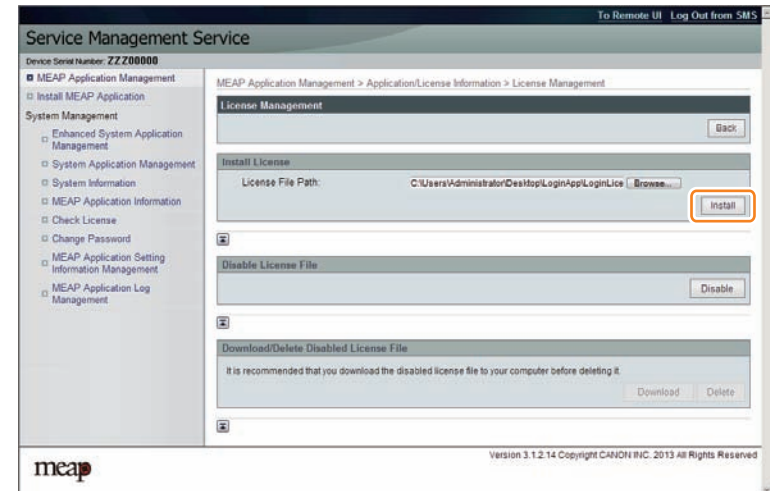 To Remote UI Log Out from SMS
Service Management Service
Device Serial Number: ZZZ00000
MEAP Application Management
Install MEAP Application
System Management
Enhanced System Application
Management
System Application Management
System Information
MEAP Application Information
Check License
Change Password
MEAP Application Setting
Information Management
MEAP Application Log
Management
MEAP Application Management > Application/License Information > License Management
License Management
Back
Install License
License File Path: C:\Users\Administrator\Desktop\LoginApp\LoginLice Browse...
Install
Disable License File
Disable
Download/Delete Disabled License File
It is recommended that you download the disabled license file to your computer before deleting it.
Download Delete
Version 3.1.2.14 Copyright CANON INC. 2013 All Rights Reserved
meap